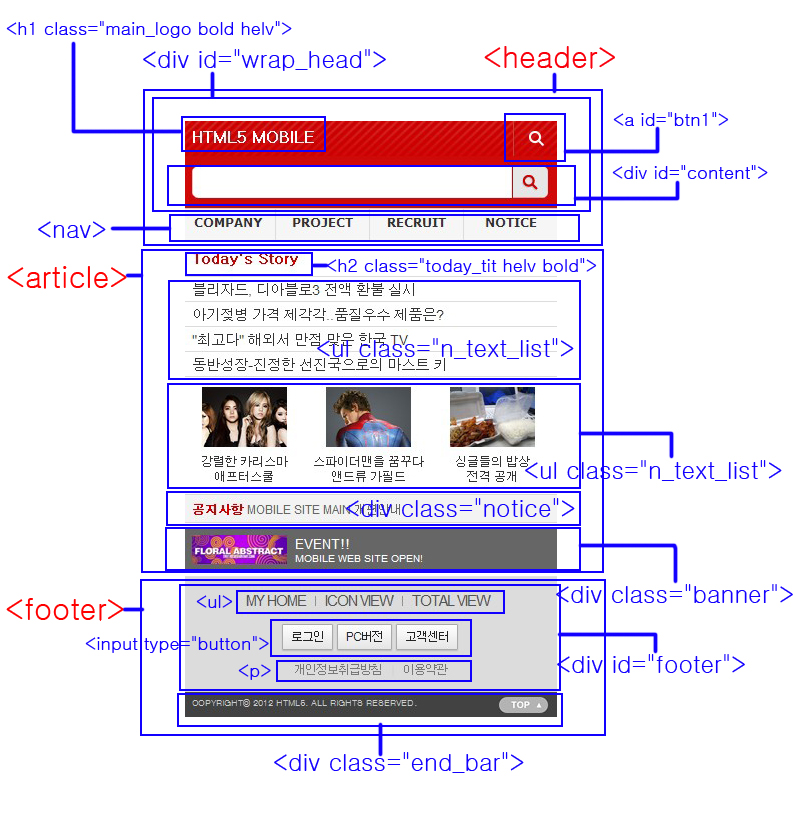 <h1 class="main_logo bold helv">
<div id="wrap_head">
<header>
HTML5 MOBILE
<a id="btn1">
<div id="content">
<nav>
COMPANY PROJECT RECRUIT NOTICE
<article>
Today's Story
<h2 class="today_tit helv bold">
블리자드, 디아블로3 전액 환불 실시
아기젖병 가격 제각각..품질우수 제품은?
"최고다" 해외서 만점 맞은 한국 TV
<ul class="n_text_list">
동반성장-진정한 선진국으로의 마스트 키
강렬한 카리스마
애프터스쿨
스파이더맨을 꿈꾸다
앤드류 가필드
싱글들의 밥상
전격 공개
<ul class="n_text_list">
공지사항 MOBILE SITE MAIN 개편안내
<div class="notice">
FLORAL ABSTRACT
EVENT!!
MOBILE WEB SITE OPEN!
<div class="banner">
<footer>
<ul>
MY HOME | ICON VIEW | TOTAL VIEW
<input type="button">
로그인 PC버전 고객센터
<div id="footer">
<p>
개인정보취급방침 | 이용약관
COPYRIGHT© 2012 HTML5. ALL RIGHTS RESERVED.
TOP ▲
<div class="end_bar">